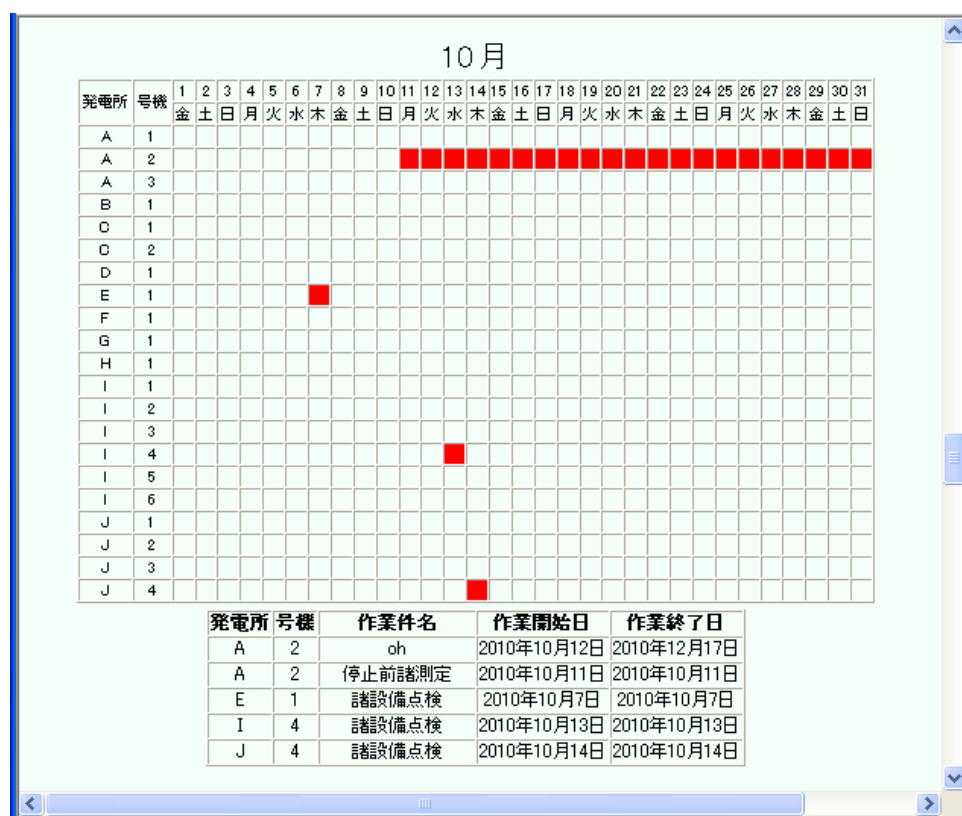 10月
発電所 号機 1 2 3 4 5 6 7 8 9 10 11 12 13 14 15 16 17 18 19 20 21 22 23 24 25 26 27 28 29 30 31
金 土 日 月 火 水 木 金 土 日 月 火 水 木 金 土 日 月 火 水 木 金 土 日 月 火 水 木 金 土 日
A 1
A 2
A 3
B 1
C 1
C 2
D 1
E 1
F 1
G 1
H 1
I 1
I 2
I 3
I 4
I 5
I 6
J 1
J 2
J 3
J 4
発電所 号機 作業件名 作業開始日 作業終了日
A 2 oh 2010年10月12日 2010年12月17日
A 2 停止前諸測定 2010年10月11日 2010年10月11日
E 1 諸設備点検 2010年10月7日 2010年10月7日
I 4 諸設備点検 2010年10月13日 2010年10月13日
J 4 諸設備点検 2010年10月14日 2010年10月14日